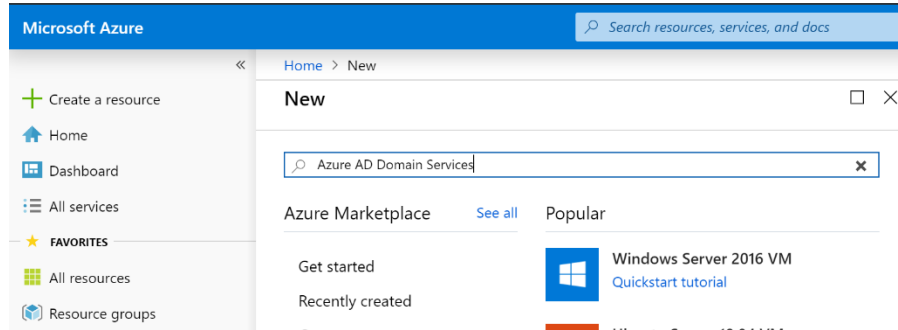 Microsoft Azure
Search resources, services, and docs
Home > New
Create a resource
Home
Dashboard
All services
FAVORITES
All resources
Resource groups
New
Azure AD Domain Services
Azure Marketplace
See all
Get started
Recently created
Popular
Windows Server 2016 VM
Quickstart tutorial